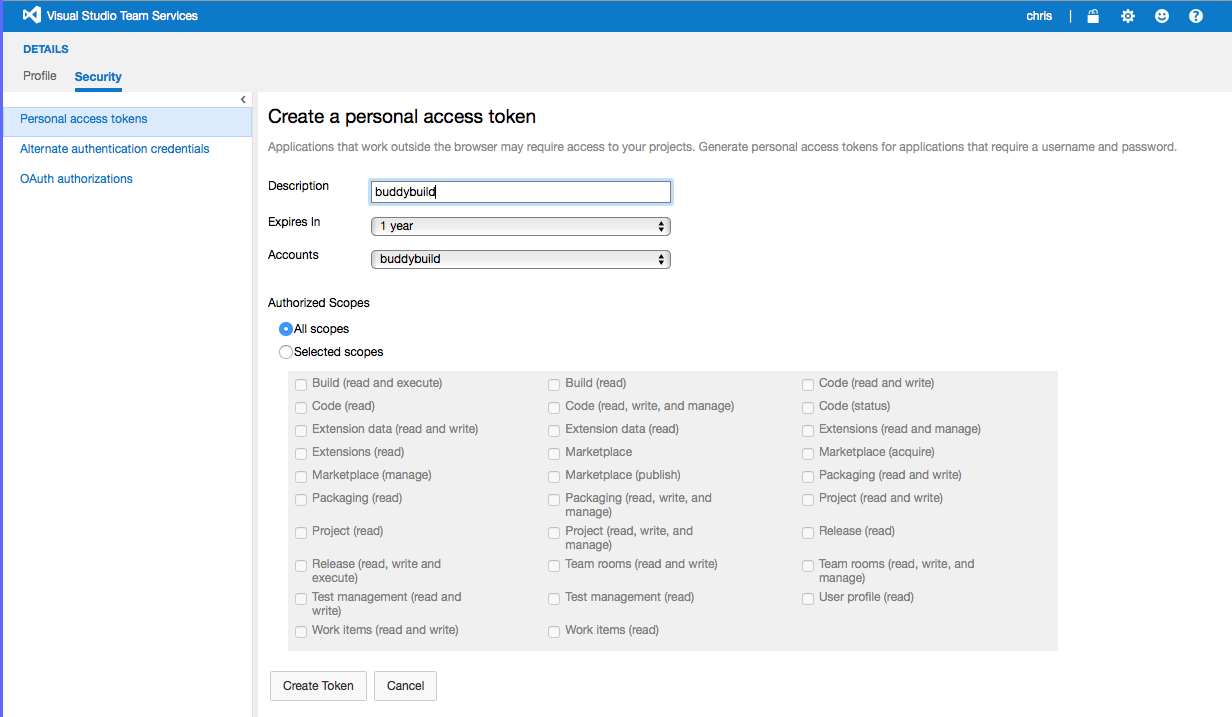 Visual Studio Team Services
chris
DETAILS
Profile
Security
Personal access tokens
Alternate authentication credentials
OAuth authorizations
Create a personal access token
Applications that work outside the browser may require access to your projects. Generate personal access tokens for applications that require a username and password.
Description
buddybuild
Expires In
1 year
Accounts
buddybuild
Authorized Scopes
All scopes
Selected scopes
Build (read and execute)
Build (read)
Code (read and write)
Code (read)
Code (read, write, and manage)
Code (status)
Extension data (read and write)
Extension data (read)
Extensions (read and manage)
Extensions (read)
Marketplace
Marketplace (acquire)
Marketplace (manage)
Marketplace (publish)
Packaging (read and write)
Packaging (read)
Packaging (read, write, and
manage)
Project (read and write)
Project (read)
Project (read, write, and
manage)
Release (read)
Release (read, write and
execute)
Team rooms (read and write)
Team rooms (read, write, and
manage)
Test management (read and
write)
Test management (read)
User profile (read)
Work items (read and write)
Work items (read)
Create Token
Cancel